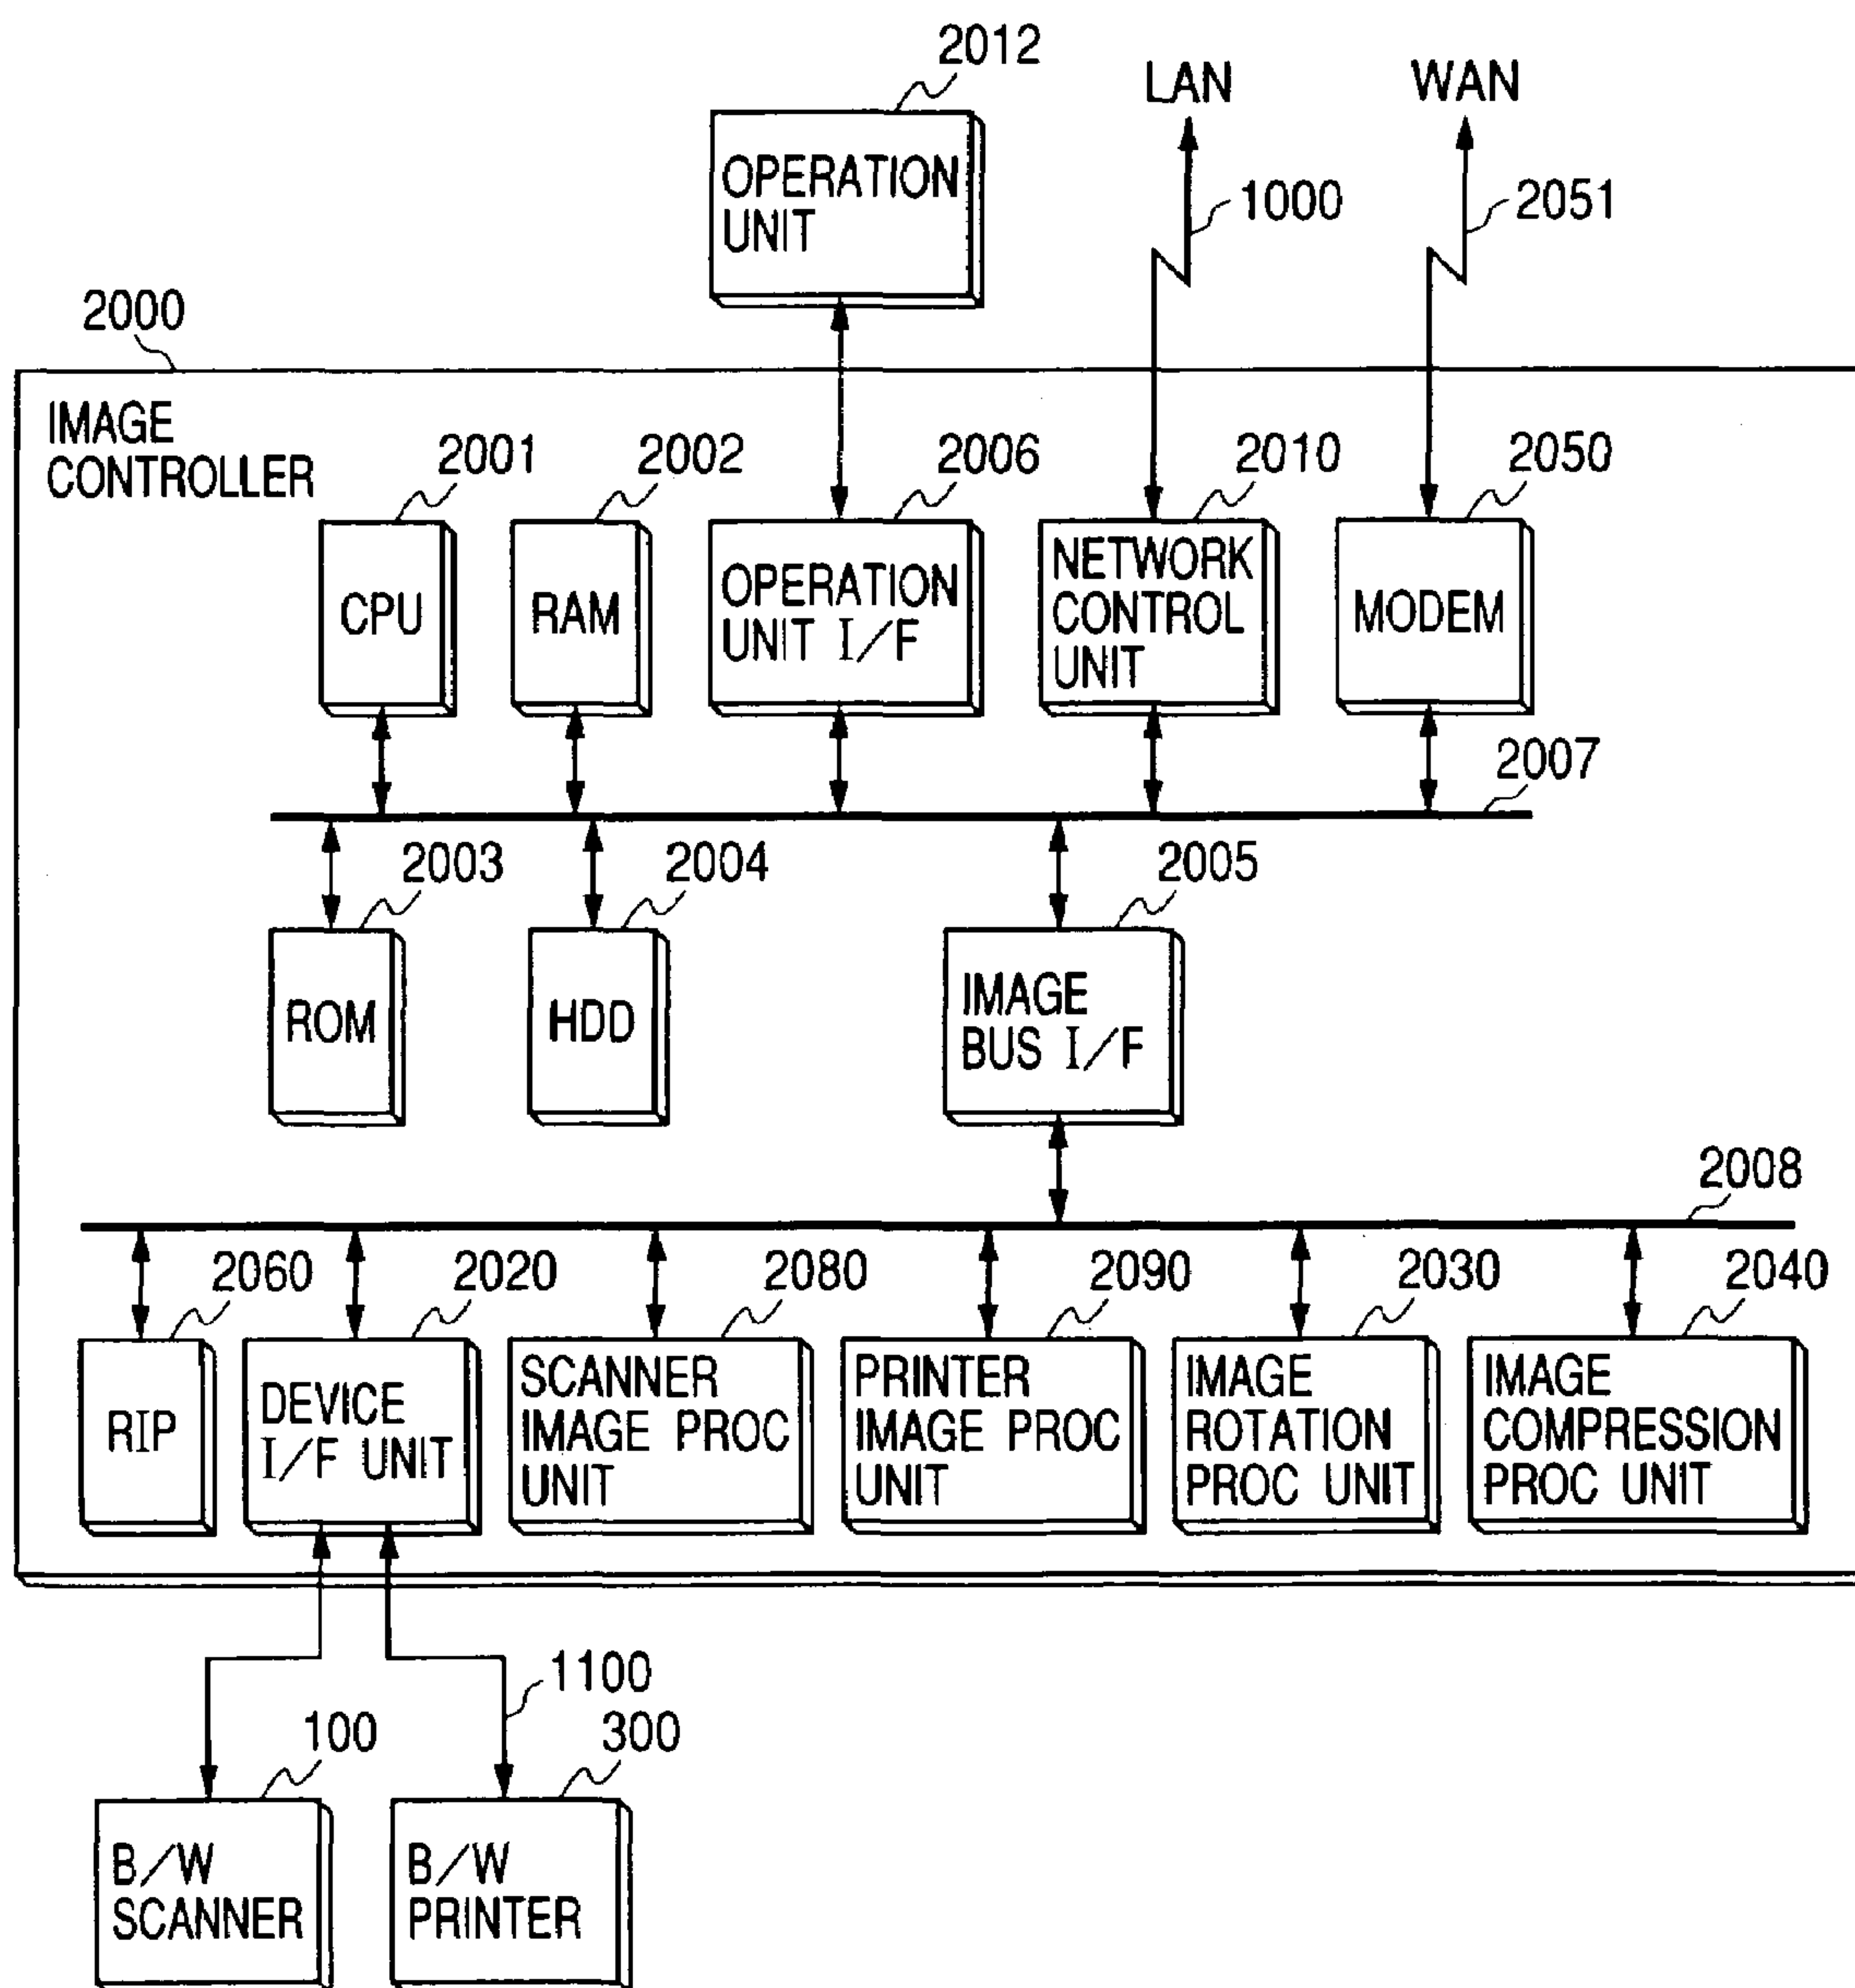 2012
LAN
WAN
OPERATION
UNIT
1000
2051
2000
IMAGE
CONTROLLER
2001
2002
2006
2010
2050
CPU
RAM
OPERATION
UNIT I/F
NETWORK
CONTROL
UNIT
MODEM
2007
2003
2004
2005
ROM
HDD
IMAGE
BUS I/F
2008
2060
2020
2080
2090
2030
2040
RIP
DEVICE
I/F UNIT
SCANNER
IMAGE PROC
UNIT
PRINTER
IMAGE PROC
UNIT
IMAGE
ROTATION
PROC UNIT
IMAGE
COMPRESSION
PROC UNIT
1100
100
300
B/W
SCANNER
B/W
PRINTER